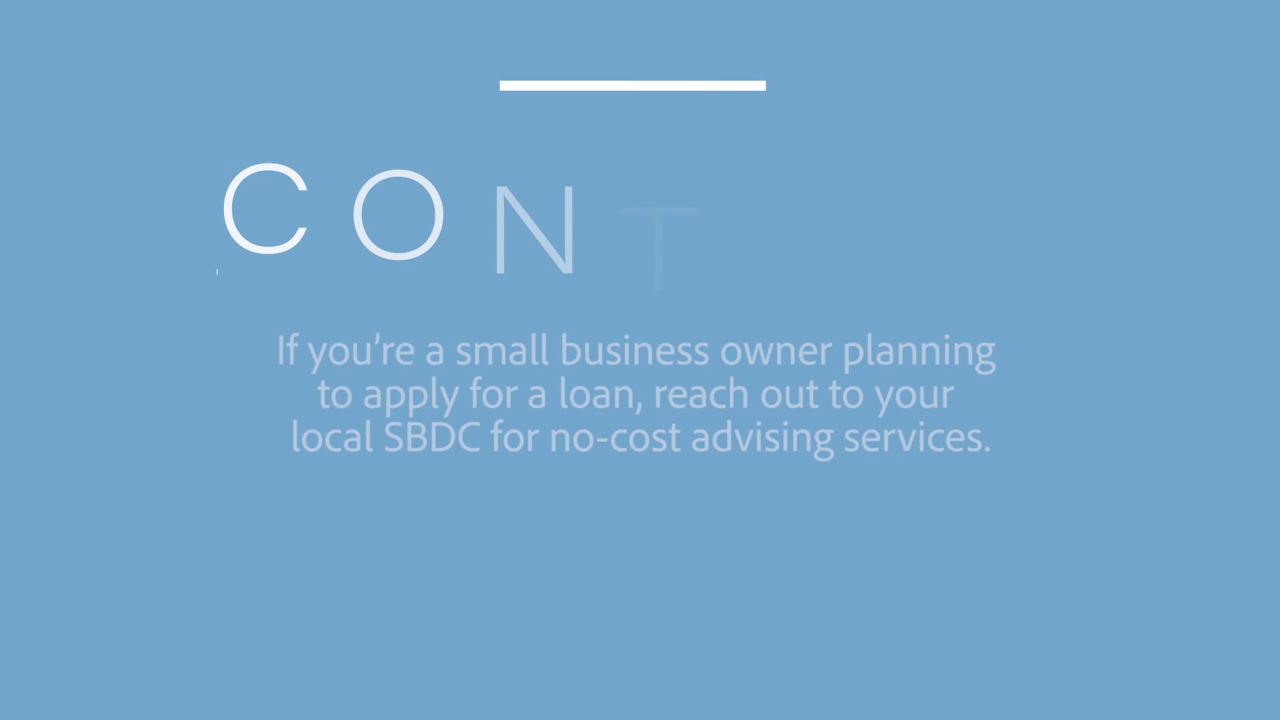 CONT
If you're a small business owner planning
to apply for a loan, reach out to your
local SBDC for no-cost advising services.